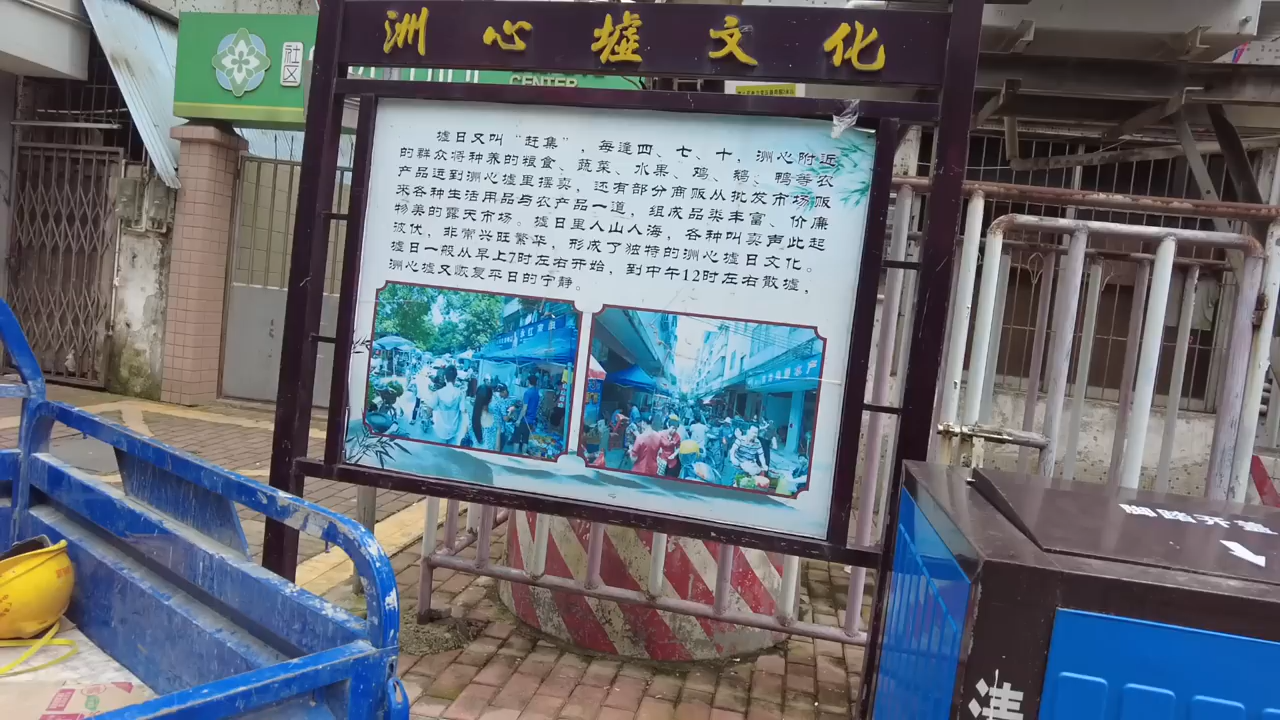 洲心墟文化
社区
CENTER
墟日又叫“赶集”，每逢四、七、十，洲心附近
的群众将种养的粮食、蔬菜、水果、鸡、鹅、鸭等农
产品运到洲心墟里摆卖，还有部分商贩从批发市场贩
来各种生活用品与农产品一道，组成品类丰富、价廉
物美的露天市场。墟日里人山人海，各种叫卖声此起
波伏，非常兴旺繁华，形成了独特的洲心墟日文化。
墟日一般从早上7时左右开始，到中午12时左右散墟，
洲心墟又恢复平日的宁静。
水产
脚踏开盖